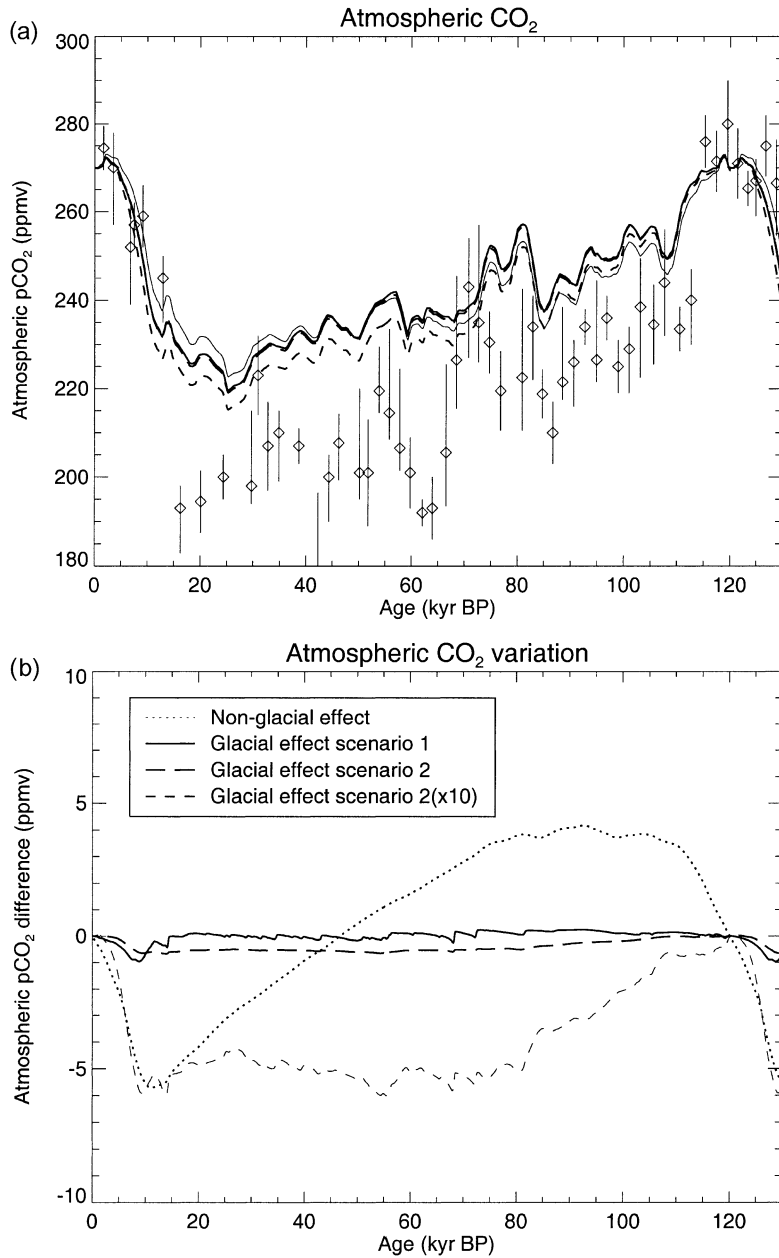 (a)
Atmospheric CO₂
300
280
260
240
220
200
180
Atmospheric pCO₂ (ppmv)
0 20 40 60 80 100 120
Age (kyr BP)
(b)
Atmospheric CO₂ variation
10
5
0
-5
-10
Atmospheric pCO₂ difference (ppmv)
Non-glacial effect
Glacial effect scenario 1
Glacial effect scenario 2
Glacial effect scenario 2(x10)
0 20 40 60 80 100 120
Age (kyr BP)